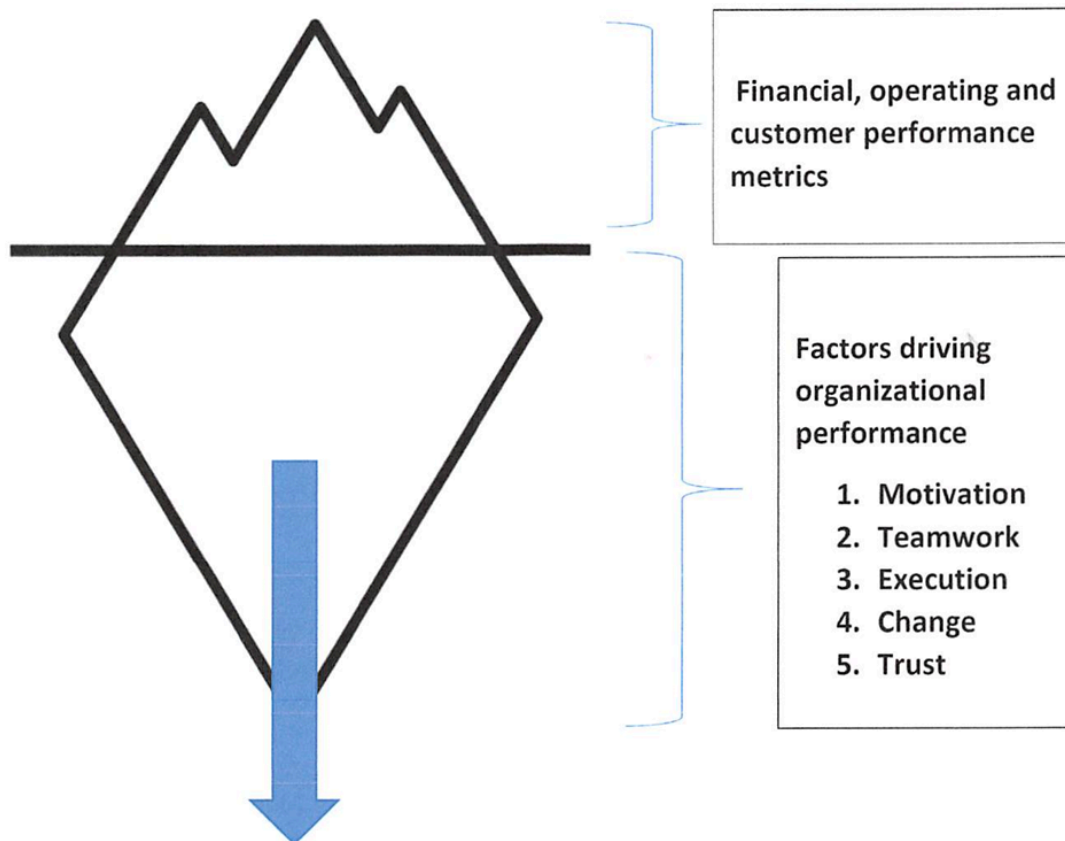 Financial, operating and
customer performance
metrics
Factors driving
organizational
performance
1. Motivation
2. Teamwork
3. Execution
4. Change
5. Trust